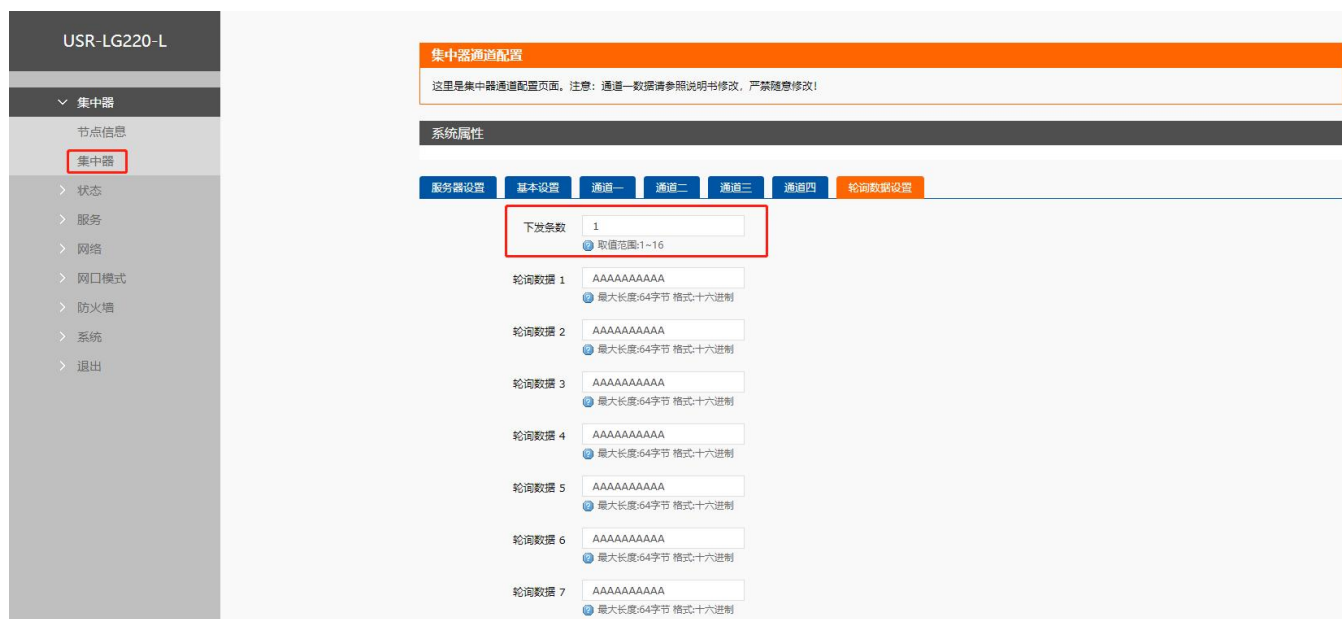 USR-LG220-L
集中器
节点信息
集中器
状态
服务
网络
网口模式
防火墙
系统
退出
集中器通道配置
这里是集中器通道配置页面。注意：通道一数据请参照说明书修改，严禁随意修改!
系统属性
服务器设置 基本设置 通道一 通道二 通道三 通道四 轮询数据设置
下发条数 1
取值范围:1~16
轮询数据 1 AAAAAAAAAA
最大长度:64字节 格式:十六进制
轮询数据 2 AAAAAAAAAA
最大长度:64字节 格式:十六进制
轮询数据 3 AAAAAAAAAA
最大长度:64字节 格式:十六进制
轮询数据 4 AAAAAAAAAA
最大长度:64字节 格式:十六进制
轮询数据 5 AAAAAAAAAA
最大长度:64字节 格式:十六进制
轮询数据 6 AAAAAAAAAA
最大长度:64字节 格式:十六进制
轮询数据 7 AAAAAAAAAA
最大长度:64字节 格式:十六进制